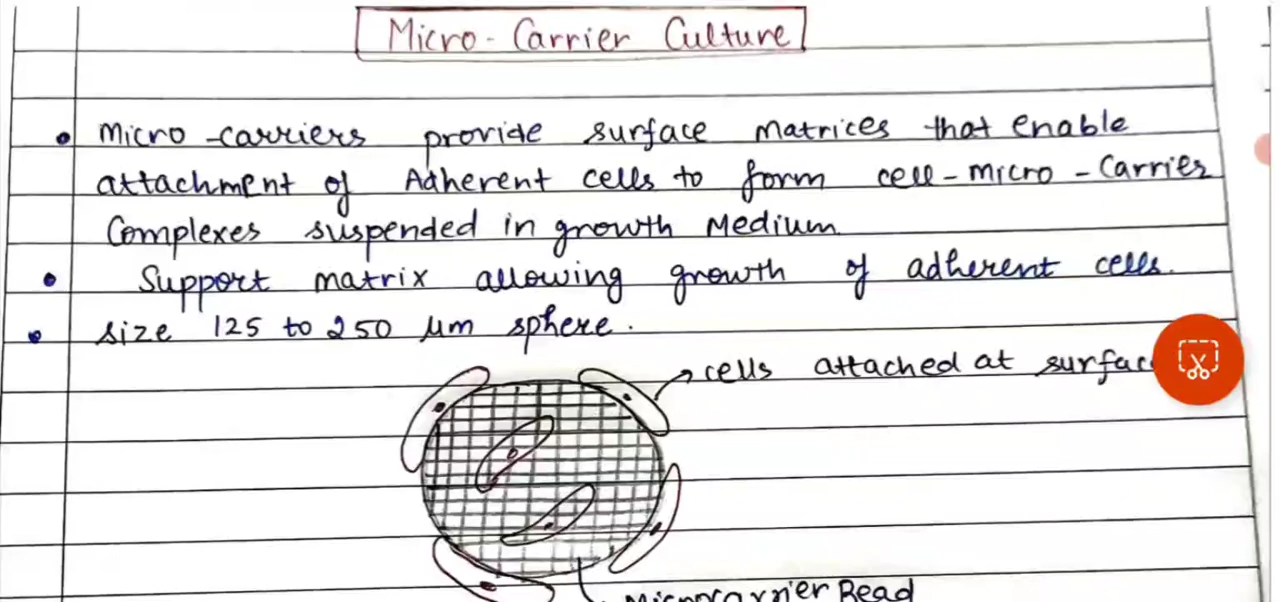 Micro-Carrier Culture
• Micro-carriers provide surface matrices that enable
attachment of Adherent cells to form cell-micro-Carrier
Complexes suspended in growth Medium
• Support matrix allowing growth of adherent cells.
• size 125 to 250 μm sphere.
→ cells attached at
Microcarrier Bead